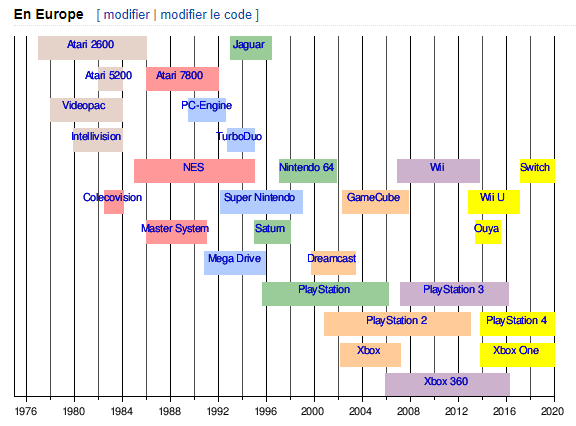 En Europe [ modifier | modifier le code ]
Atari 2600 Jaguar
Atari 5200 Atari 7800
Videopac PC-Engine
Intellivision TurboDuo
NES Nintendo 64 Wii Switch
Colecovision Super Nintendo GameCube Wii U
Master System Saturn Ouya
Mega Drive Dreamcast
PlayStation PlayStation 3
PlayStation 2 PlayStation 4
Xbox Xbox One
Xbox 360
1976 1980 1984 1988 1992 1996 2000 2004 2008 2012 2016 2020